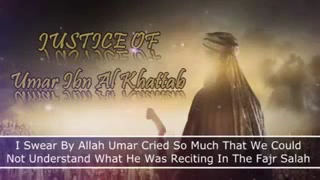 JUSTICE OF
Umar Ibn Al Khattab
I Swear By Allah Umar Cried So Much That We Could
Not Understand What He Was Reciting In The Fajr Salah